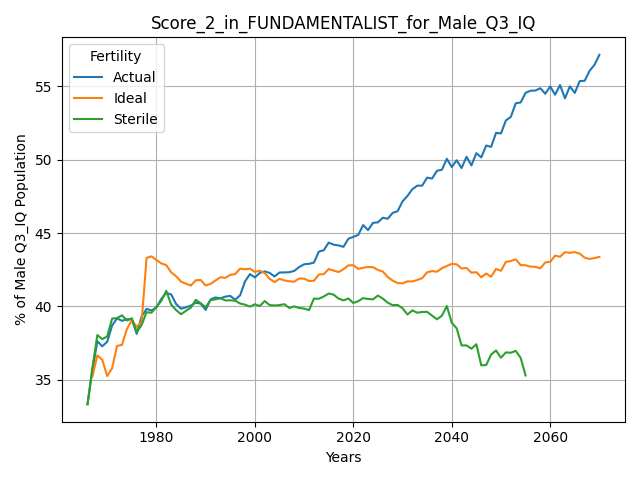 Score_2_in_FUNDAMENTALIST_for_Male_Q3_IQ
Fertility
Actual
Ideal
Sterile
% of Male Q3_IQ Population
55
50
45
40
35
1980
2000
2020
2040
2060
Years